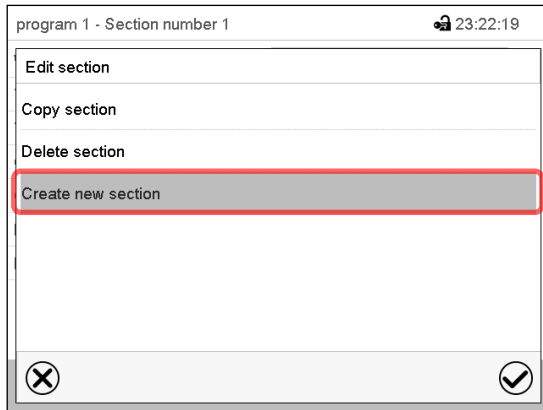 program 1 - Section number 1 23:22:19
Edit section
Copy section
Delete section
Create new section